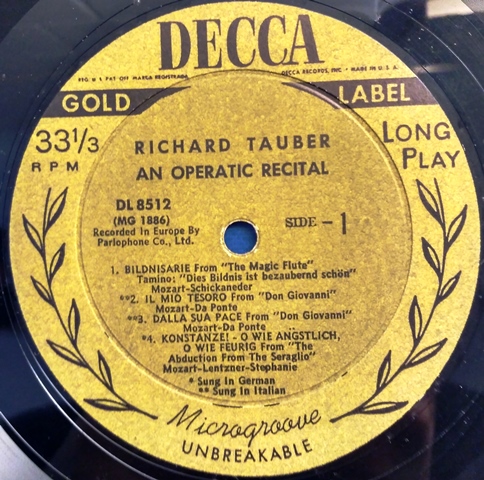 DECCA
REG U S PAT OFF MARCA REGISTRADA
DECCA RECORDS, INC. • MADE IN U. S. A.
GOLD LABEL
33 1/3
RPM
LONG
PLAY
RICHARD TAUBER
AN OPERATIC RECITAL
DL 8512
(MG 1886)
Recorded In Europe By
Parlophone Co., Ltd.
SIDE - 1
1. BILDNISARIE From "The Magic Flute"
Tamino: "Dies Bildnis ist bezaubernd schön"
Mozart-Schickaneder
**2. IL MIO TESORO From "Don Giovanni"
Mozart-Da Ponte
**3. DALLA SUA PACE From "Don Giovanni"
Mozart-Da Ponte
*4. KONSTANZE! - O WIE ÄNGSTLICH,
O WIE FEURIG From "The
Abduction From The Seraglio"
Mozart-Lentzner-Stephanie
* Sung In German
** Sung In Italian
Microgroove
UNBREAKABLE